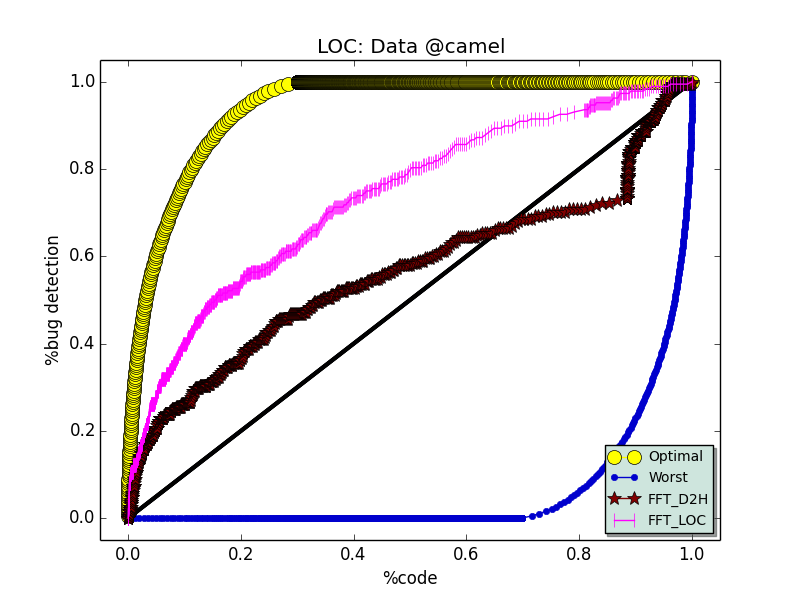 LOC: Data @camel
1.0
0.8
0.6
0.4
0.2
0.0
%bug detection
0.0 0.2 0.4 0.6 0.8 1.0
%code
Optimal
Worst
FFT_D2H
FFT_LOC